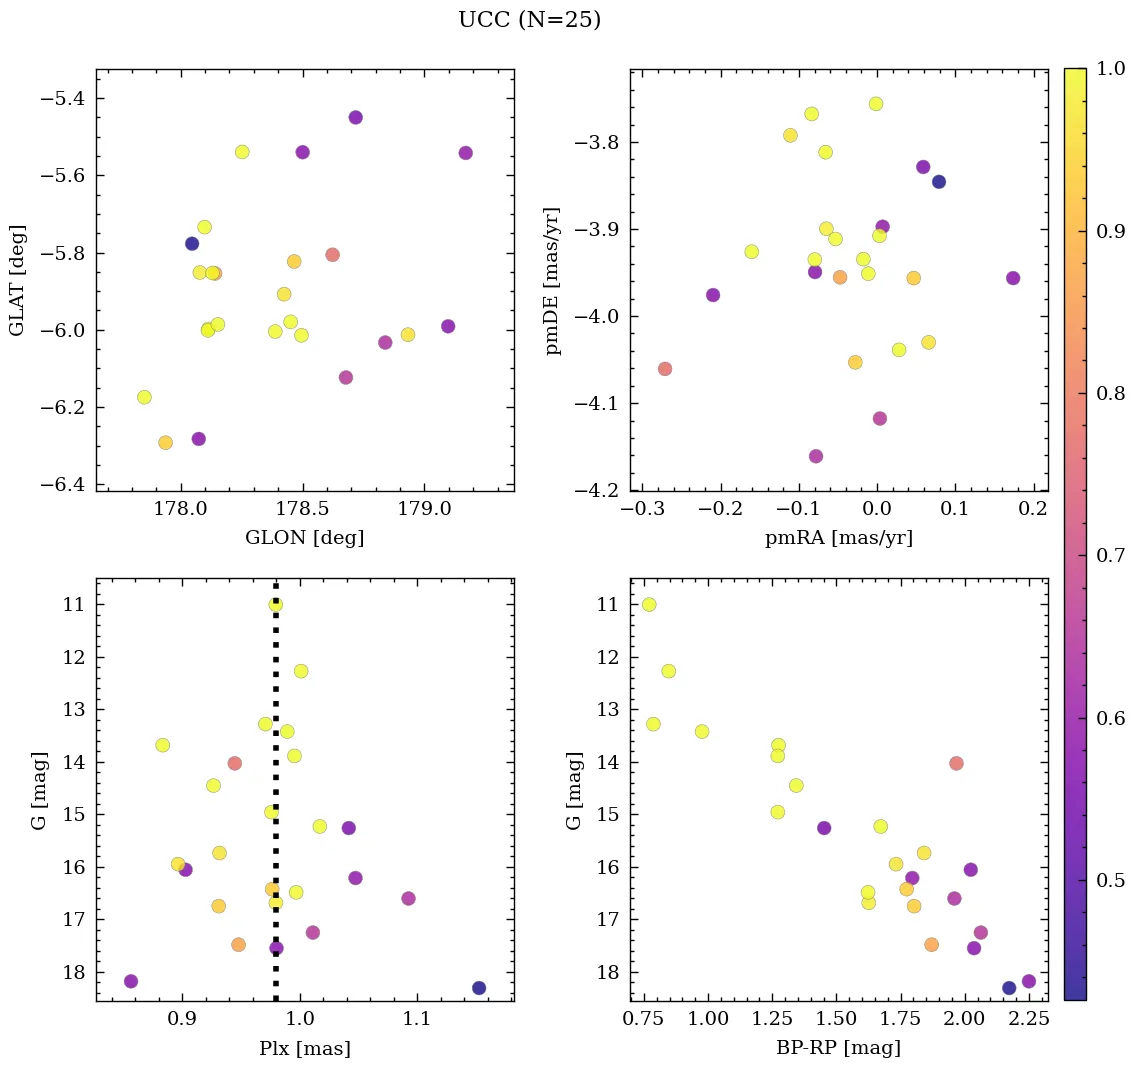 UCC (N=25)
−5.4
−5.6
−5.8
−6.0
−6.2
−6.4
GLAT [deg]
178.0 178.5 179.0
GLON [deg]
−3.8
−3.9
−4.0
−4.1
−4.2
pmDE [mas/yr]
−0.3 −0.2 −0.1 0.0 0.1 0.2
pmRA [mas/yr]
11
12
13
14
15
16
17
18
G [mag]
0.9 1.0 1.1
Plx [mas]
11
12
13
14
15
16
17
18
G [mag]
0.75 1.00 1.25 1.50 1.75 2.00 2.25
BP-RP [mag]
1.0
0.9
0.8
0.7
0.6
0.5